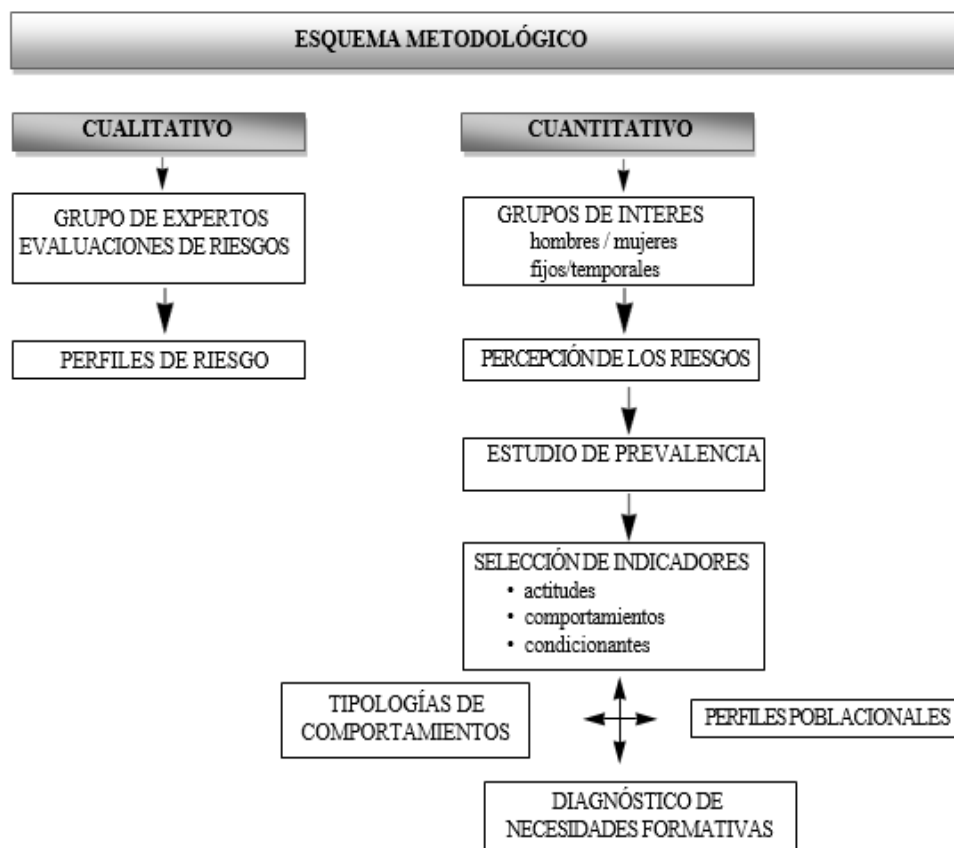 ESQUEMA METODOLÓGICO
CUALITATIVO
GRUPO DE EXPERTOS
EVALUACIONES DE RIESGOS
PERFILES DE RIESGO
CUANTITATIVO
GRUPOS DE INTERES
hombres / mujeres
fijos/temporales
PERCEPCIÓN DE LOS RIESGOS
ESTUDIO DE PREVALENCIA
SELECCIÓN DE INDICADORES
• actitudes
• comportamientos
• condicionantes
TIPOLOGÍAS DE
COMPORTAMIENTOS
PERFILES POBLACIONALES
DIAGNÓSTICO DE
NECESIDADES FORMATIVAS